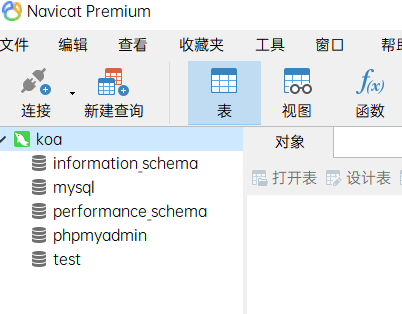 Navicat Premium
文件 编辑 查看 收藏夹 工具 窗口
连接 新建查询 表 视图 f(x) 函数
koa 对象
information_schema 打开表 设计表
mysql
performance_schema
phpmyadmin
test